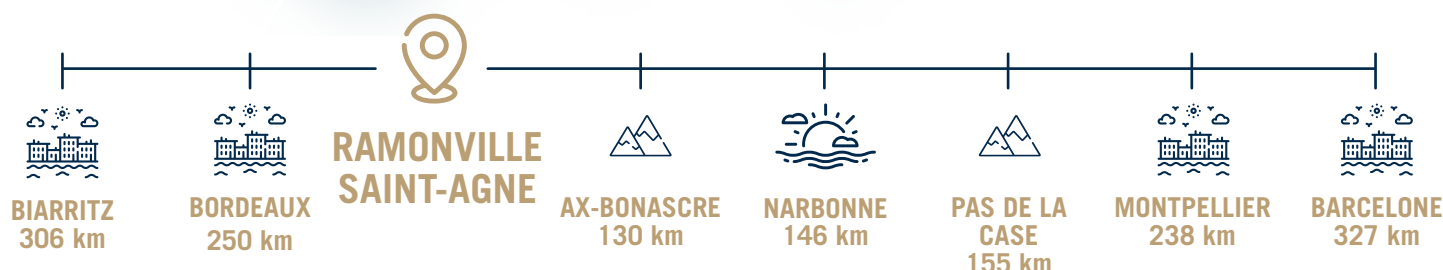 BIARRITZ
306 km
BORDEAUX
250 km
RAMONVILLE
SAINT-AGNE
AX-BONASCRE
130 km
NARBONNE
146 km
PAS DE LA
CASE
155 km
MONTPELLIER
238 km
BARCELONE
327 km